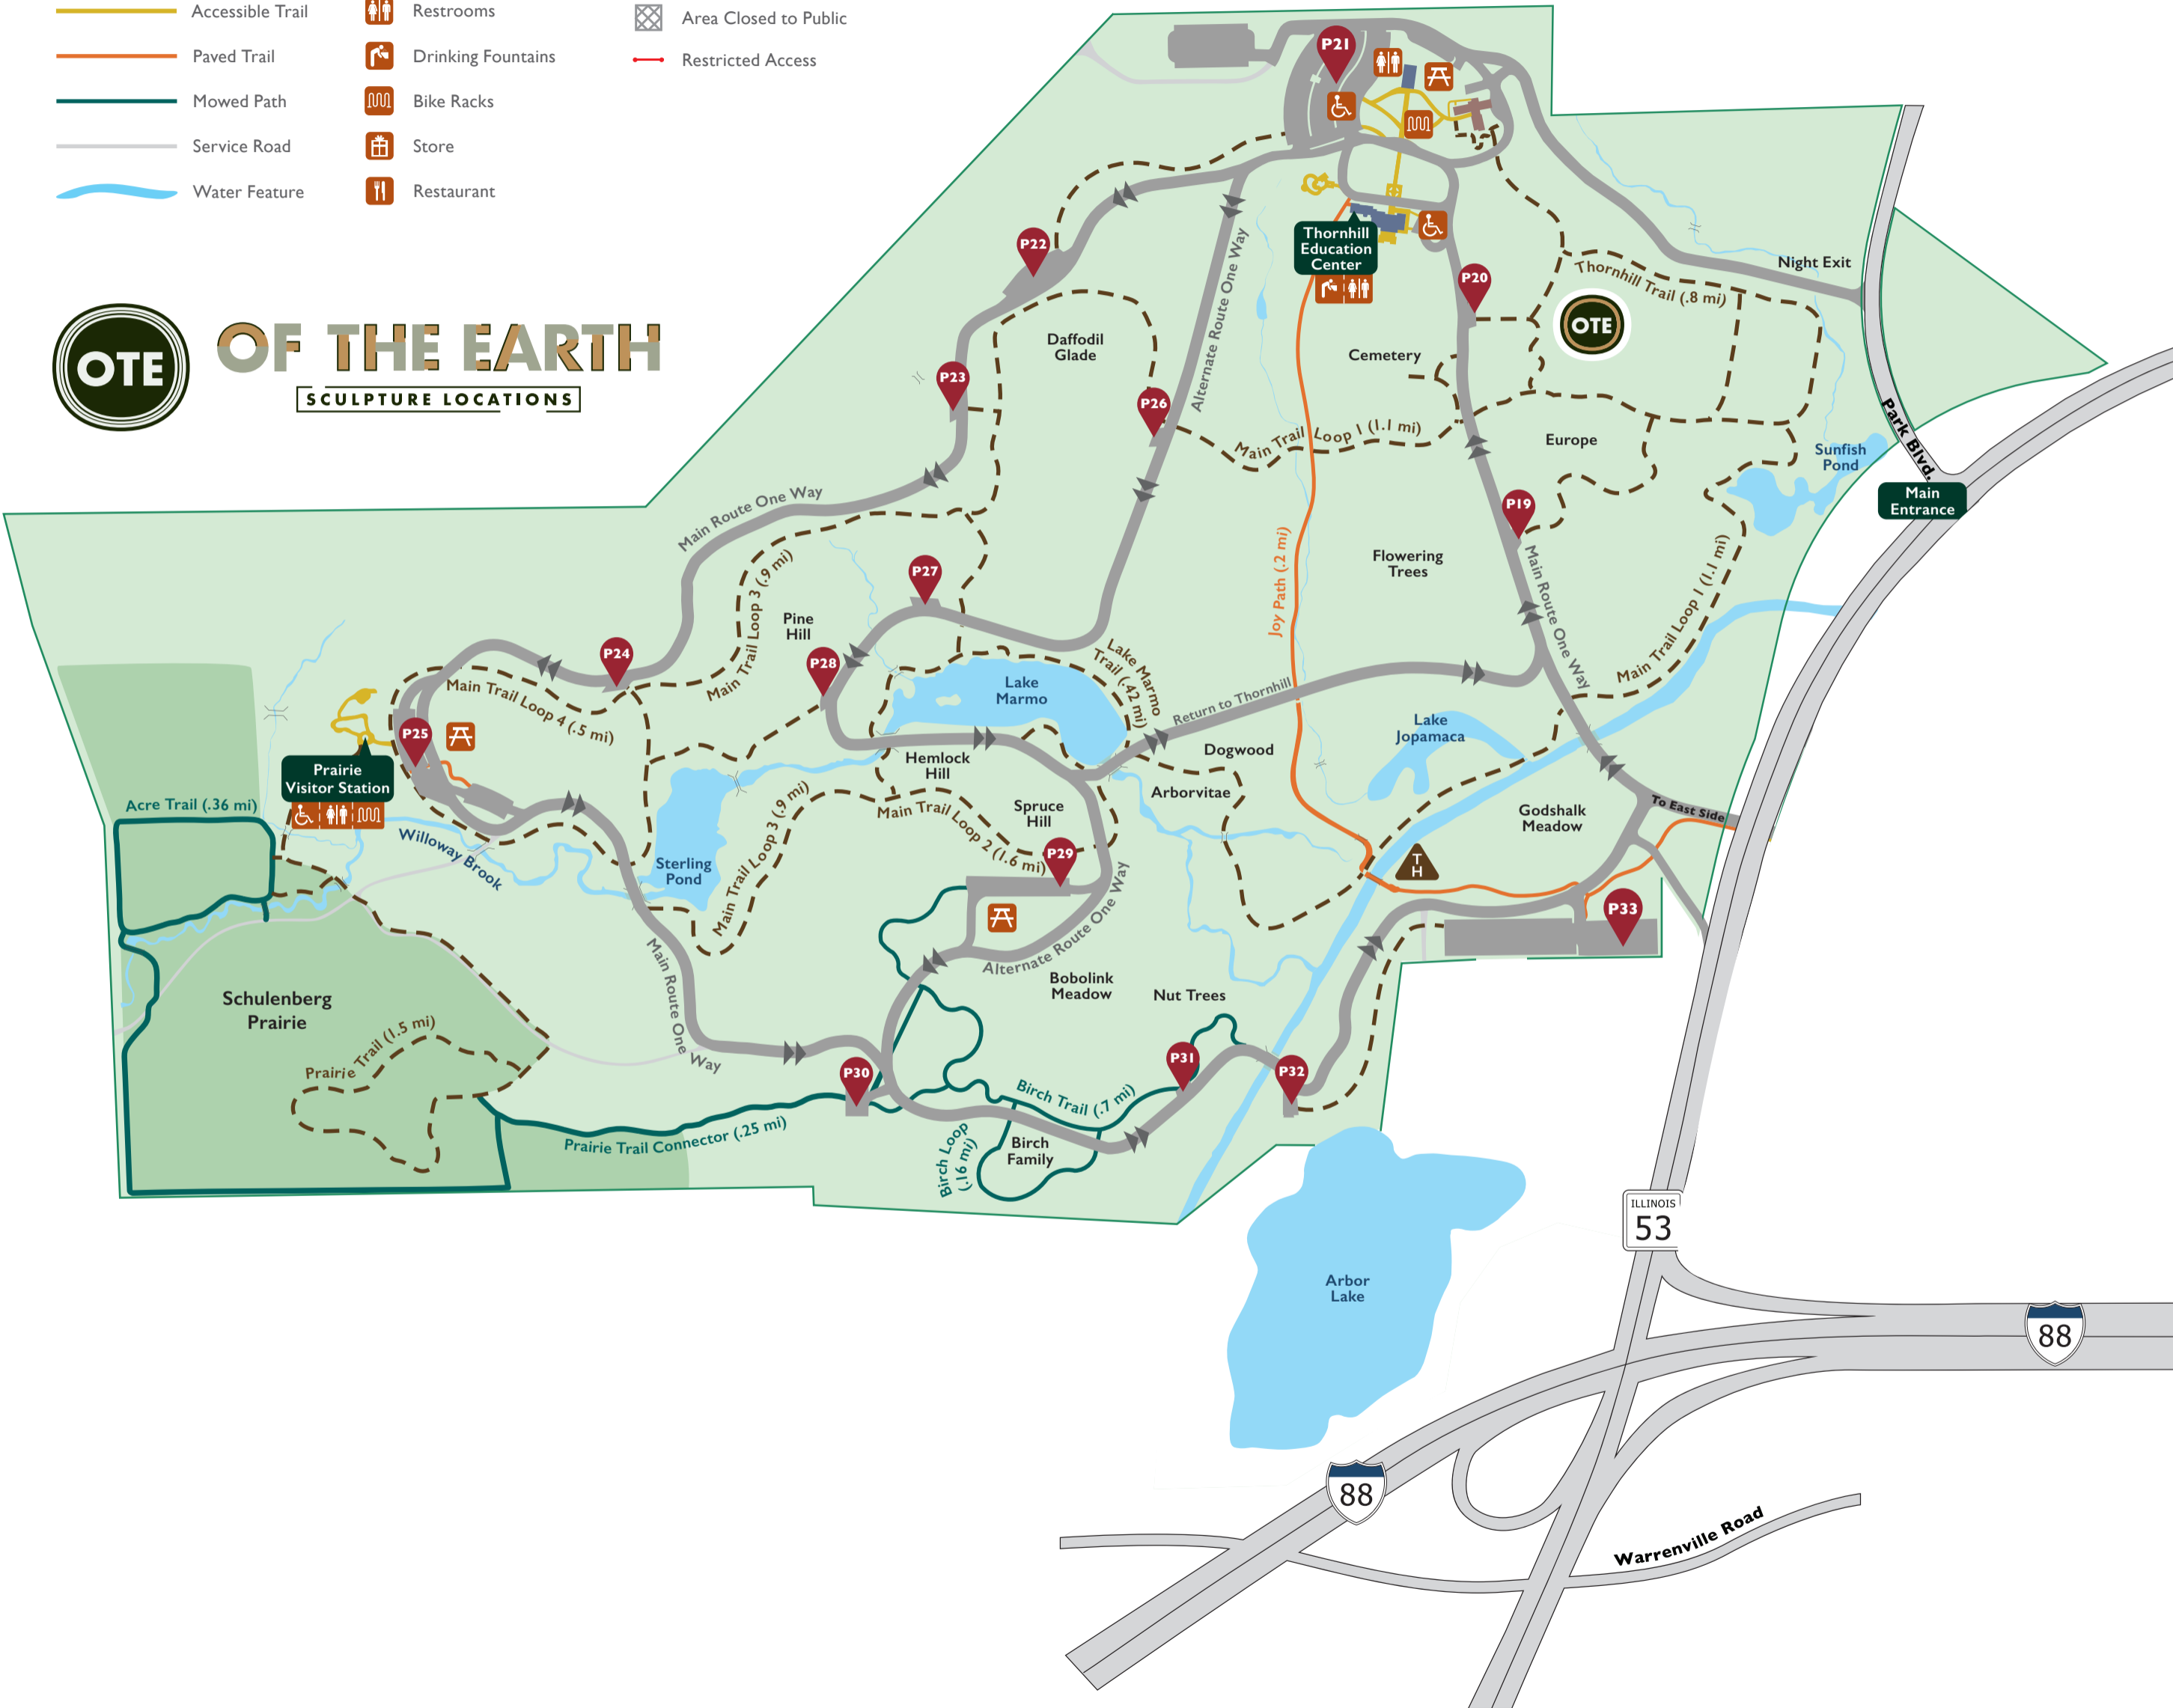 Accessible Trail
Paved Trail
Mowed Path
Service Road
Water Feature
Restrooms
Drinking Fountains
Bike Racks
Store
Restaurant
Area Closed to Public
Restricted Access
OTE
OF THE EARTH
SCULPTURE LOCATIONS
P21
Thornhill
Education
Center
P22
P20
Night Exit
Thornhill Trail (.8 mi)
OTE
Alternate Route One Way
Daffodil
Glade
Cemetery
P23
P26
Main Trail Loop 1 (1.1 mi)
Europe
Park Blvd.
Sunfish
Pond
Main
Entrance
Main Route One Way
P19
Flowering
Trees
Joy Path (.2 mi)
Main Route One Way
Main Trail Loop 1 (1.1 mi)
P27
Main Trail Loop 3 (.9 mi)
Pine
Hill
P24
P28
Lake Marmo
Trail (.42 mi)
Lake
Marmo
Return to Thornhill
Main Trail Loop 4 (.5 mi)
P25
Lake
Jopamaca
Dogwood
Prairie
Visitor Station
Hemlock
Hill
Arborvitae
Acre Trail (.36 mi)
Willoway Brook
Main Trail Loop 3 (.9 mi)
Main Trail Loop 2 (1.6 mi)
Spruce
Hill
Godshalk
Meadow
To East Side
Sterling
Pond
P29
TH
P33
Alternate Route One Way
Main Route One Way
Bobolink
Meadow
Nut Trees
Schulenberg
Prairie
Prairie Trail (1.5 mi)
P30
P31
P32
Birch Trail (.7 mi)
Prairie Trail Connector (.25 mi)
Birch Loop
(.16 mi)
Birch
Family
ILLINOIS
53
Arbor
Lake
88
88
Warrenville Road